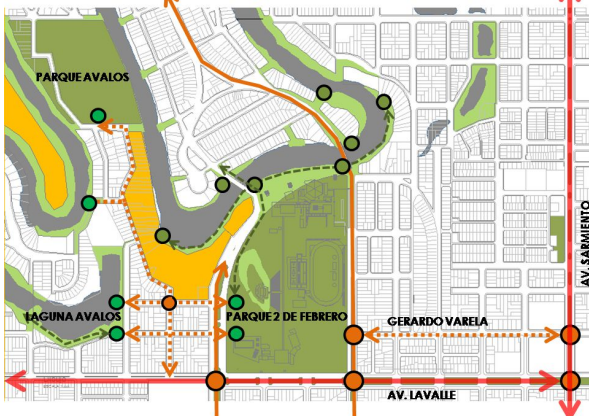 PARQUE AVALOS
AV. SARMIENTO
LAGUNA AVALOS
PARQUE 2 DE FEBRERO
GERARDO VARELA
AV. LAVALLE